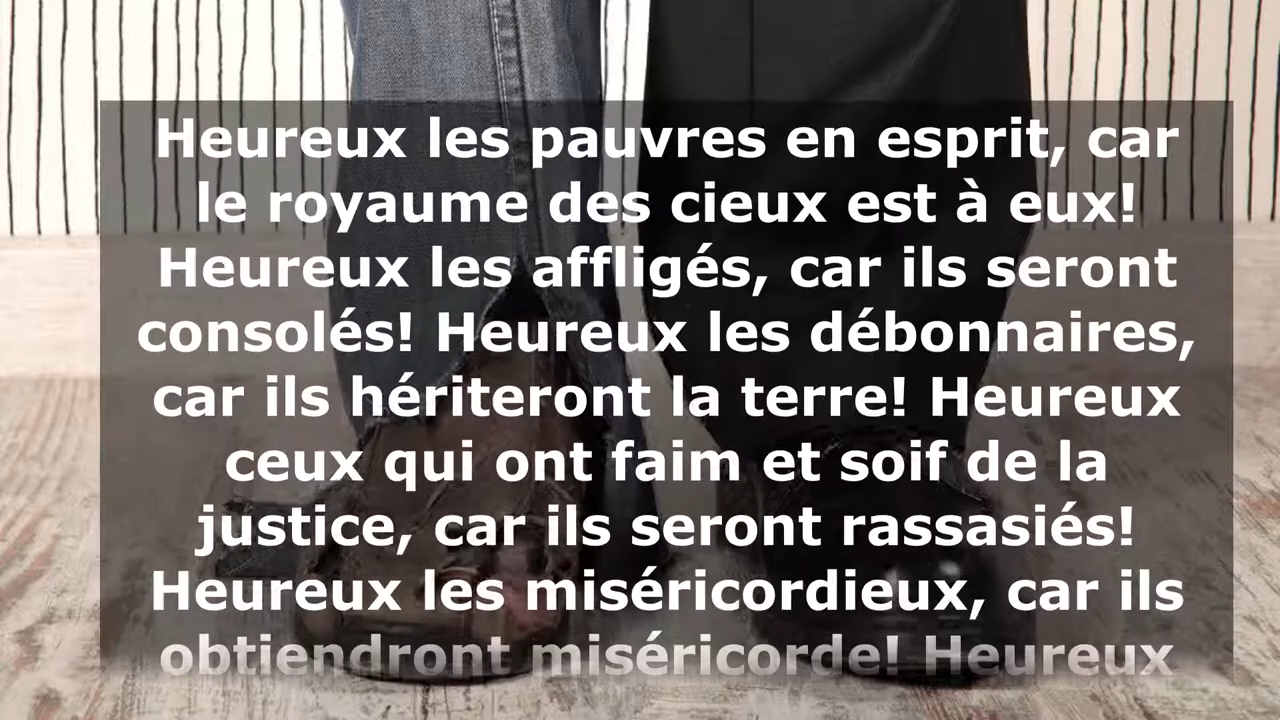 Heureux les pauvres en esprit, car
le royaume des cieux est à eux!
Heureux les affligés, car ils seront
consolés! Heureux les débonnaires,
car ils hériteront la terre! Heureux
ceux qui ont faim et soif de la
justice, car ils seront rassasiés!
Heureux les miséricordieux, car ils
obtiendront miséricorde! Heureux